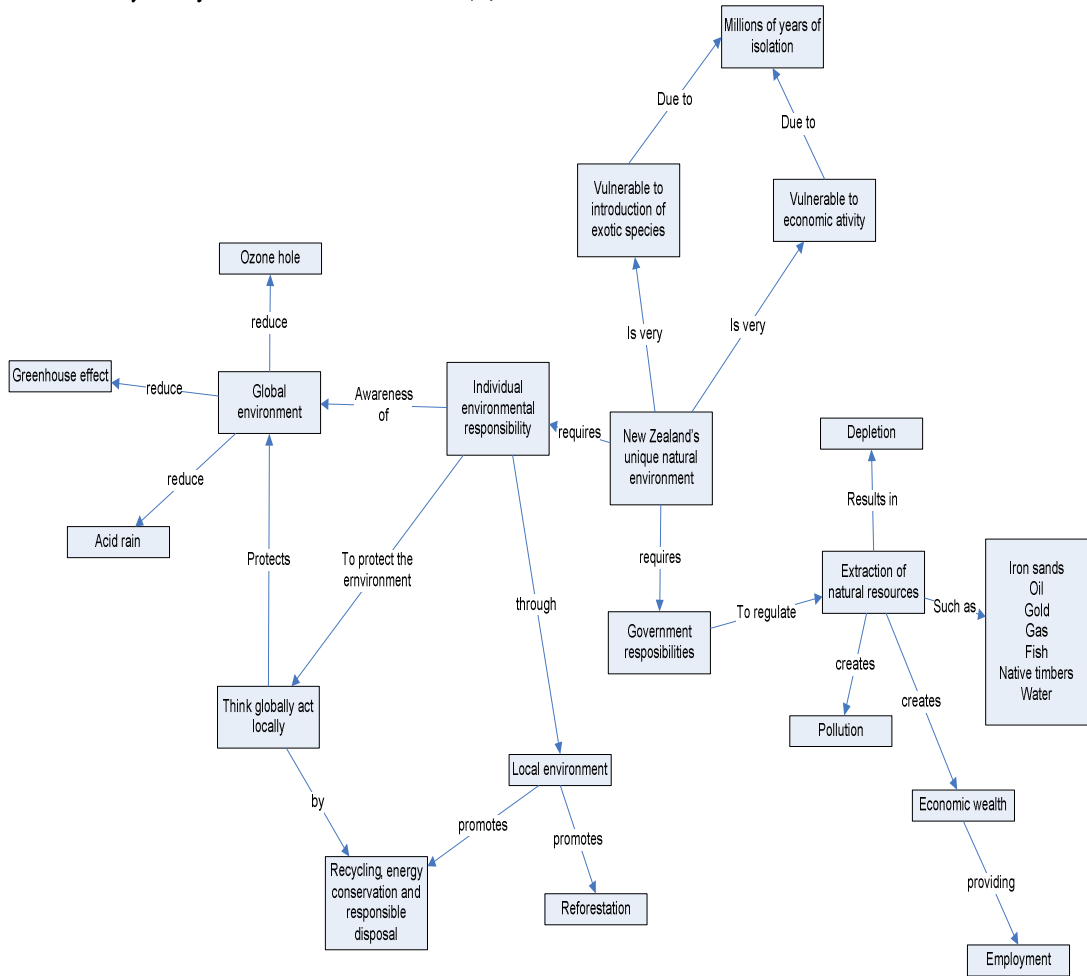 Millions of years of
isolation
Due to
Due to
Vulnerable to
introduction of
exotic species
Vulnerable to
economic ativity
Ozone hole
reduce
Is very
Is very
Greenhouse effect
reduce
Global
environment
Awareness
of
Individual
environmental
responsibility
requires
New Zealand's
unique natural
environment
Depletion
reduce
Results in
Acid rain
Protects
To protect the
ernvironment
requires
through
Extraction of
natural resources
Such as
Iron sands
Oil
Gold
Gas
Fish
Native timbers
Water
Government
resposibilities
To regulate
creates
creates
Think globally act
locally
Pollution
Local environment
by
promotes
promotes
Economic wealth
Recycling, energy
conservation and
responsible
disposal
Reforestation
providing
Employment